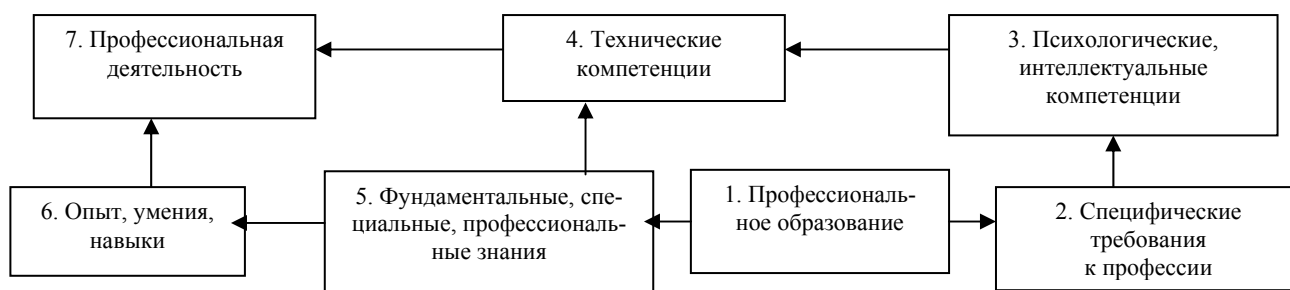 7. Профессиональная
деятельность
4. Технические
компетенции
3. Психологические,
интеллектуальные
компетенции
6. Опыт, умения,
навыки
5. Фундаментальные, спе-
циальные, профессиональ-
ные знания
1. Профессиональ-
ное образование
2. Специфические
требования
к профессии